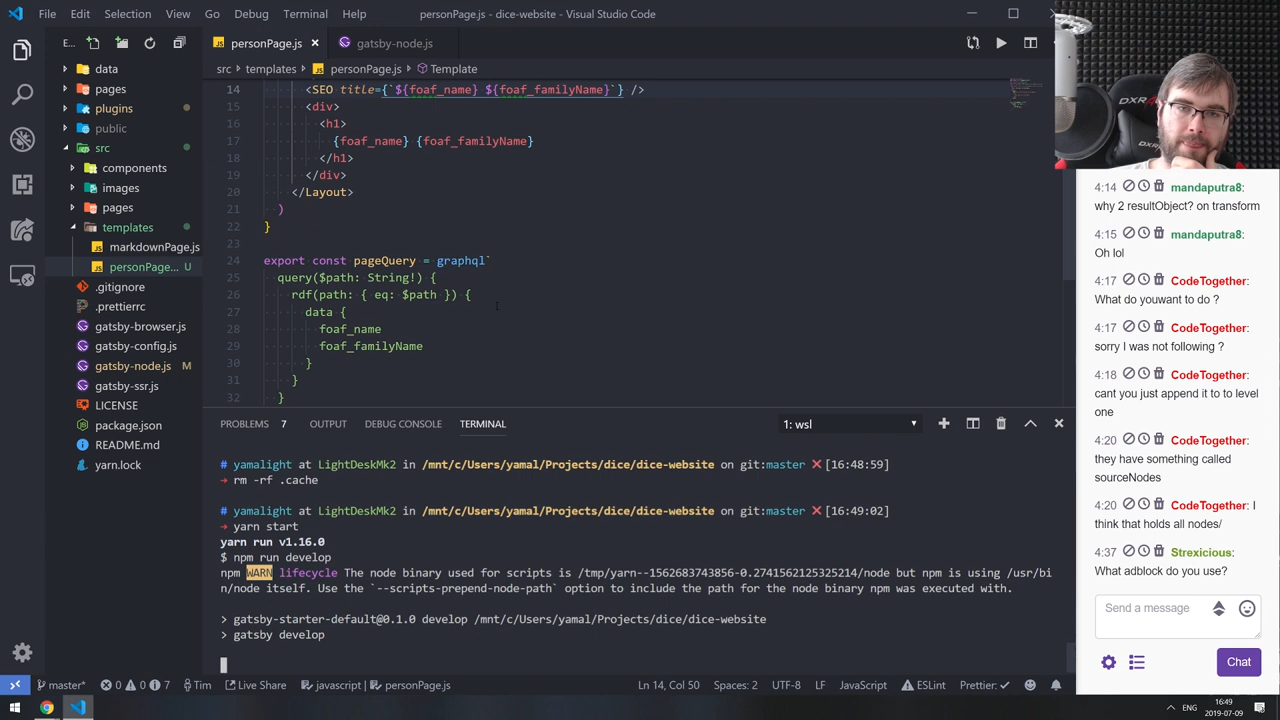 File Edit Selection View Go Debug Terminal Help
personPage.js - dice-website - Visual Studio Code
E...
personPage.js
gatsby-node.js
src › templates › personPage.js › Template
data
pages
plugins
public
src
components
images
pages
templates
markdownPage.js
personPage... U
.gitignore
.prettierrc
gatsby-browser.js
gatsby-config.js
gatsby-node.js M
gatsby-ssr.js
LICENSE
package.json
README.md
yarn.lock
14 <SEO title={`${foaf_name} ${foaf_familyName}`} />
15 <div>
16 <h1>
17 {foaf_name} {foaf_familyName}
18 </h1>
19 </div>
20 </Layout>
21 )
22 }
23
24 export const pageQuery = graphql`
25 query($path: String!) {
26 rdf(path: { eq: $path }) {
27 data {
28 foaf_name
29 foaf_familyName
30 }
31 }
32 }
PROBLEMS 7 OUTPUT DEBUG CONSOLE TERMINAL
1: wsl
# yamalight at LightDeskMk2 in /mnt/c/Users/yamal/Projects/dice/dice-website on git:master ❌ [16:48:59]
→ rm -rf .cache
# yamalight at LightDeskMk2 in /mnt/c/Users/yamal/Projects/dice/dice-website on git:master ❌ [16:49:02]
→ yarn start
yarn run v1.16.0
$ npm run develop
npm WARN lifecycle The node binary used for scripts is /tmp/yarn--1562683743856-0.2741562125325214/node but npm is using /usr/bi
n/node itself. Use the `--scripts-prepend-node-path` option to include the path for the node binary npm was executed with.
> gatsby-starter-default@0.1.0 develop /mnt/c/Users/yamal/Projects/dice/dice-website
> gatsby develop
master* 0 0 7 Tim Live Share javascript | personPage.js
Ln 14, Col 50 Spaces: 2 UTF-8 LF JavaScript ESLint Prettier: ✓
DXR
4:14 mandaputra8:
why 2 resultObject? on transform
4:15 mandaputra8:
Oh lol
4:17 CodeTogether:
What do youwant to do ?
4:17 CodeTogether:
sorry I was not following ?
4:18 CodeTogether:
cant you just append it to to level
one
4:20 CodeTogether:
they have something called
sourceNodes
4:20 CodeTogether: I
think that holds all nodes/
4:37 Strexicious:
What adblock do you use?
Send a message
Chat
ENG
16:49
2019-07-09